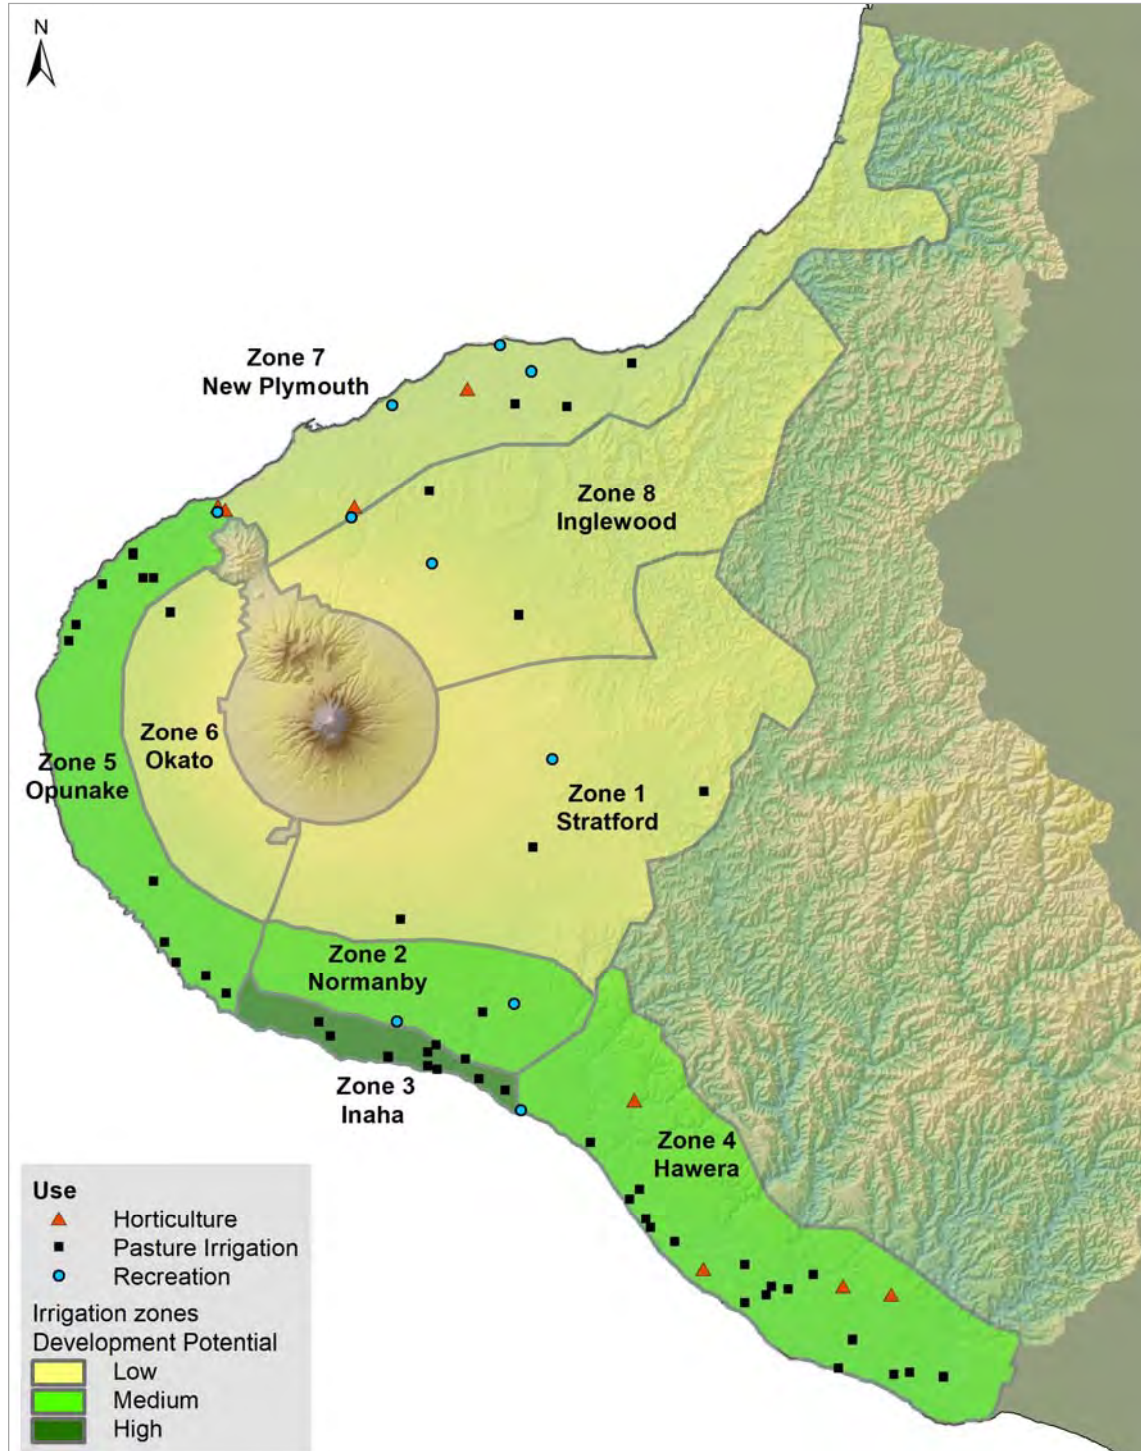 N
Zone 7
New Plymouth
Zone 8
Inglewood
Zone 6
Okato
Zone 5
Opunake
Zone 1
Stratford
Zone 2
Normanby
Zone 3
Inaha
Zone 4
Hawera
Use
Horticulture
Pasture Irrigation
Recreation
Irrigation zones
Development Potential
Low
Medium
High